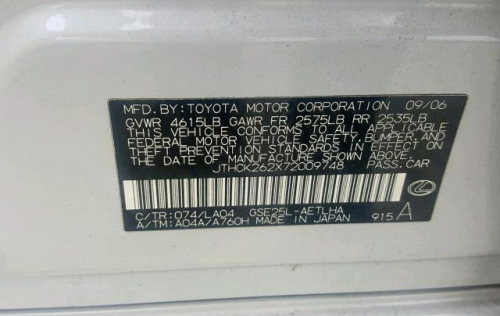 MFD.BY:TOYOTA MOTOR CORPORATION 09/06
GVWR 4615LB GAWR FR 2575LB RR 2535LB
THIS VEHICLE CONFORMS TO ALL APPLICABLE
FEDERAL MOTOR VEHICLE SAFETY, BUMPER, AND
THEFT PREVENTION STANDARDS IN EFFECT ON
THE DATE OF MANUFACTURE SHOWN ABOVE.
JTHCK262X72009748 PASS.CAR
C/TR:074/LA04 GSE25L-AETLHA
A/TM:A04A/A760H MADE IN JAPAN 915 A